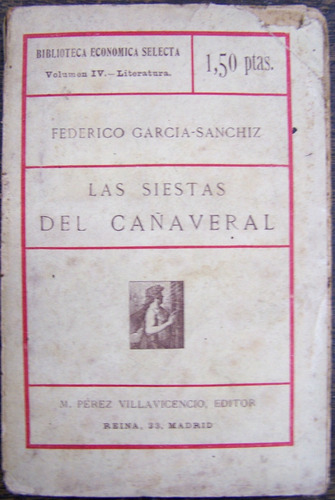 BIBLIOTECA ECONOMICA SELECTA
Volumen IV.—Literatura.
1,50 ptas.
FEDERICO GARCIA-SANCHIZ
LAS SIESTAS
DEL CAÑAVERAL
M. PÉREZ VILLAVICENCIO, EDITOR
REINA, 33, MADRID